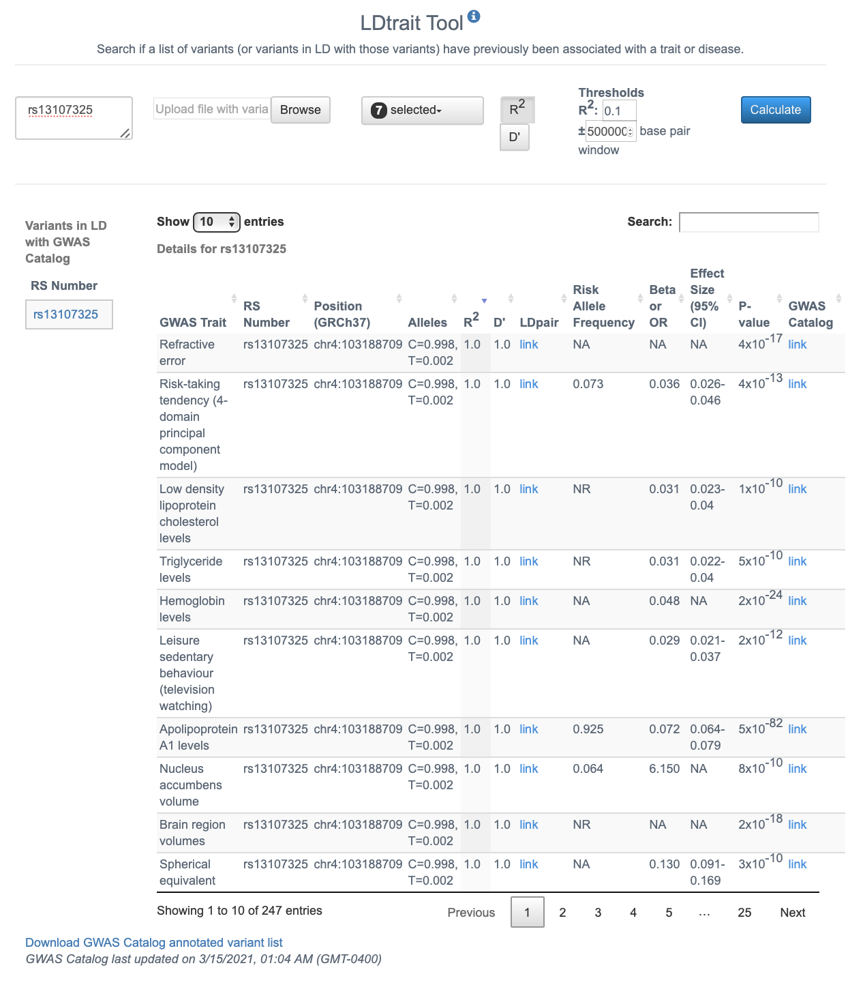 LDtrait Tool
Search if a list of variants (or variants in LD with those variants) have previously been associated with a trait or disease.
rs13107325
Upload file with varia Browse
7 selected
R2
D'
Thresholds
R2: 0.1
±500000 base pair
window
Calculate
Variants in LD
with GWAS
Catalog
RS Number
rs13107325
Show 10 entries
Search:
Details for rs13107325
GWAS Trait RS Number Position (GRCh37) Alleles R2 D' LDpair Risk Allele Frequency Beta or OR Effect Size (95% CI) P-value GWAS Catalog
Refractive rs13107325 chr4:103188709 C=0.998, 1.0 1.0 link NA NA NA 4x10-17 link
error T=0.002
Risk-taking rs13107325 chr4:103188709 C=0.998, 1.0 1.0 link 0.073 0.036 0.026- 4x10-13 link
tendency (4- T=0.002 0.046
domain
principal
component
model)
Low density rs13107325 chr4:103188709 C=0.998, 1.0 1.0 link NR 0.031 0.023- 1x10-10 link
lipoprotein T=0.002 0.04
cholesterol
levels
Triglyceride rs13107325 chr4:103188709 C=0.998, 1.0 1.0 link NR 0.031 0.022- 5x10-10 link
levels T=0.002 0.04
Hemoglobin rs13107325 chr4:103188709 C=0.998, 1.0 1.0 link NA 0.048 NA 2x10-24 link
levels T=0.002
Leisure rs13107325 chr4:103188709 C=0.998, 1.0 1.0 link NA 0.029 0.021- 2x10-12 link
sedentary T=0.002 0.037
behaviour
(television
watching)
Apolipoprotein rs13107325 chr4:103188709 C=0.998, 1.0 1.0 link 0.925 0.072 0.064- 5x10-82 link
A1 levels T=0.002 0.079
Nucleus rs13107325 chr4:103188709 C=0.998, 1.0 1.0 link 0.064 6.150 NA 8x10-10 link
accumbens T=0.002
volume
Brain region rs13107325 chr4:103188709 C=0.998, 1.0 1.0 link NR NA NA 2x10-18 link
volumes T=0.002
Spherical rs13107325 chr4:103188709 C=0.998, 1.0 1.0 link NA 0.130 0.091- 3x10-10 link
equivalent T=0.002 0.169
Showing 1 to 10 of 247 entries
Previous 1 2 3 4 5 … 25 Next
Download GWAS Catalog annotated variant list
GWAS Catalog last updated on 3/15/2021, 01:04 AM (GMT-0400)